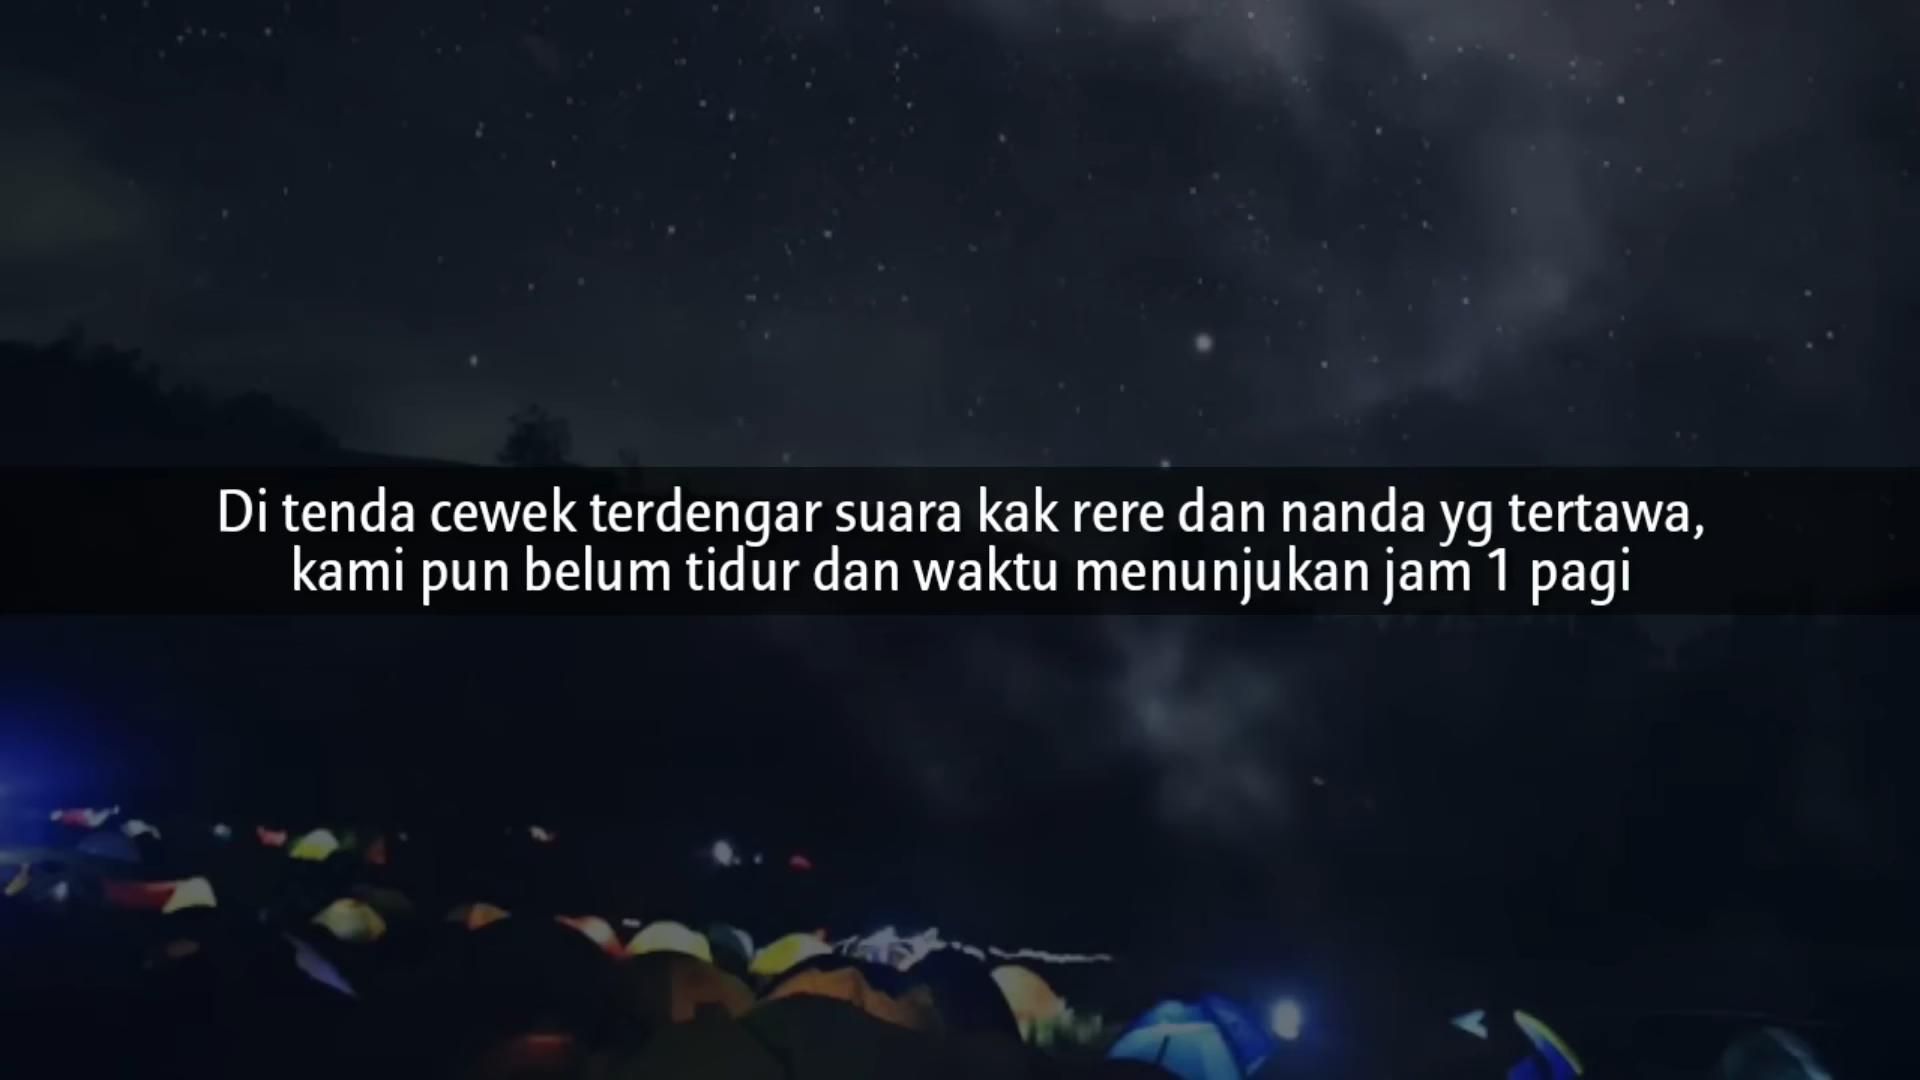 Di tenda cewek terdengar suara kak rere dan nanda yg tertawa,
kami pun belum tidur dan waktu menunjukan jam 1 pagi